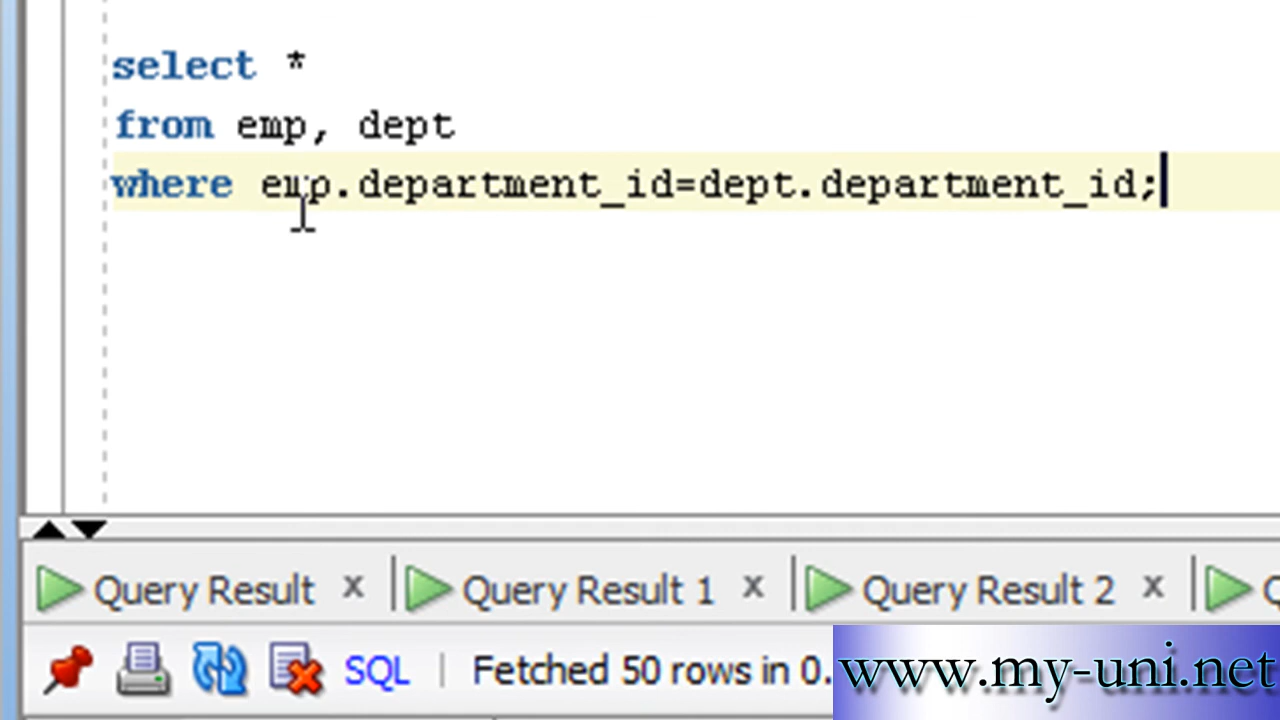 select *
from emp, dept
where emp.department_id=dept.department_id;
Query Result x Query Result 1 x Query Result 2 x
SQL | Fetched 50 rows in 0.
www.my-uni.net